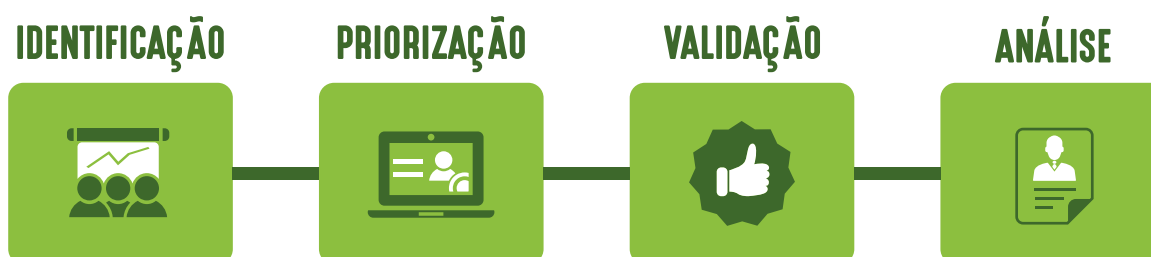 IDENTIFICAÇÃO
PRIORIZAÇÃO
VALIDAÇÃO
ANÁLISE